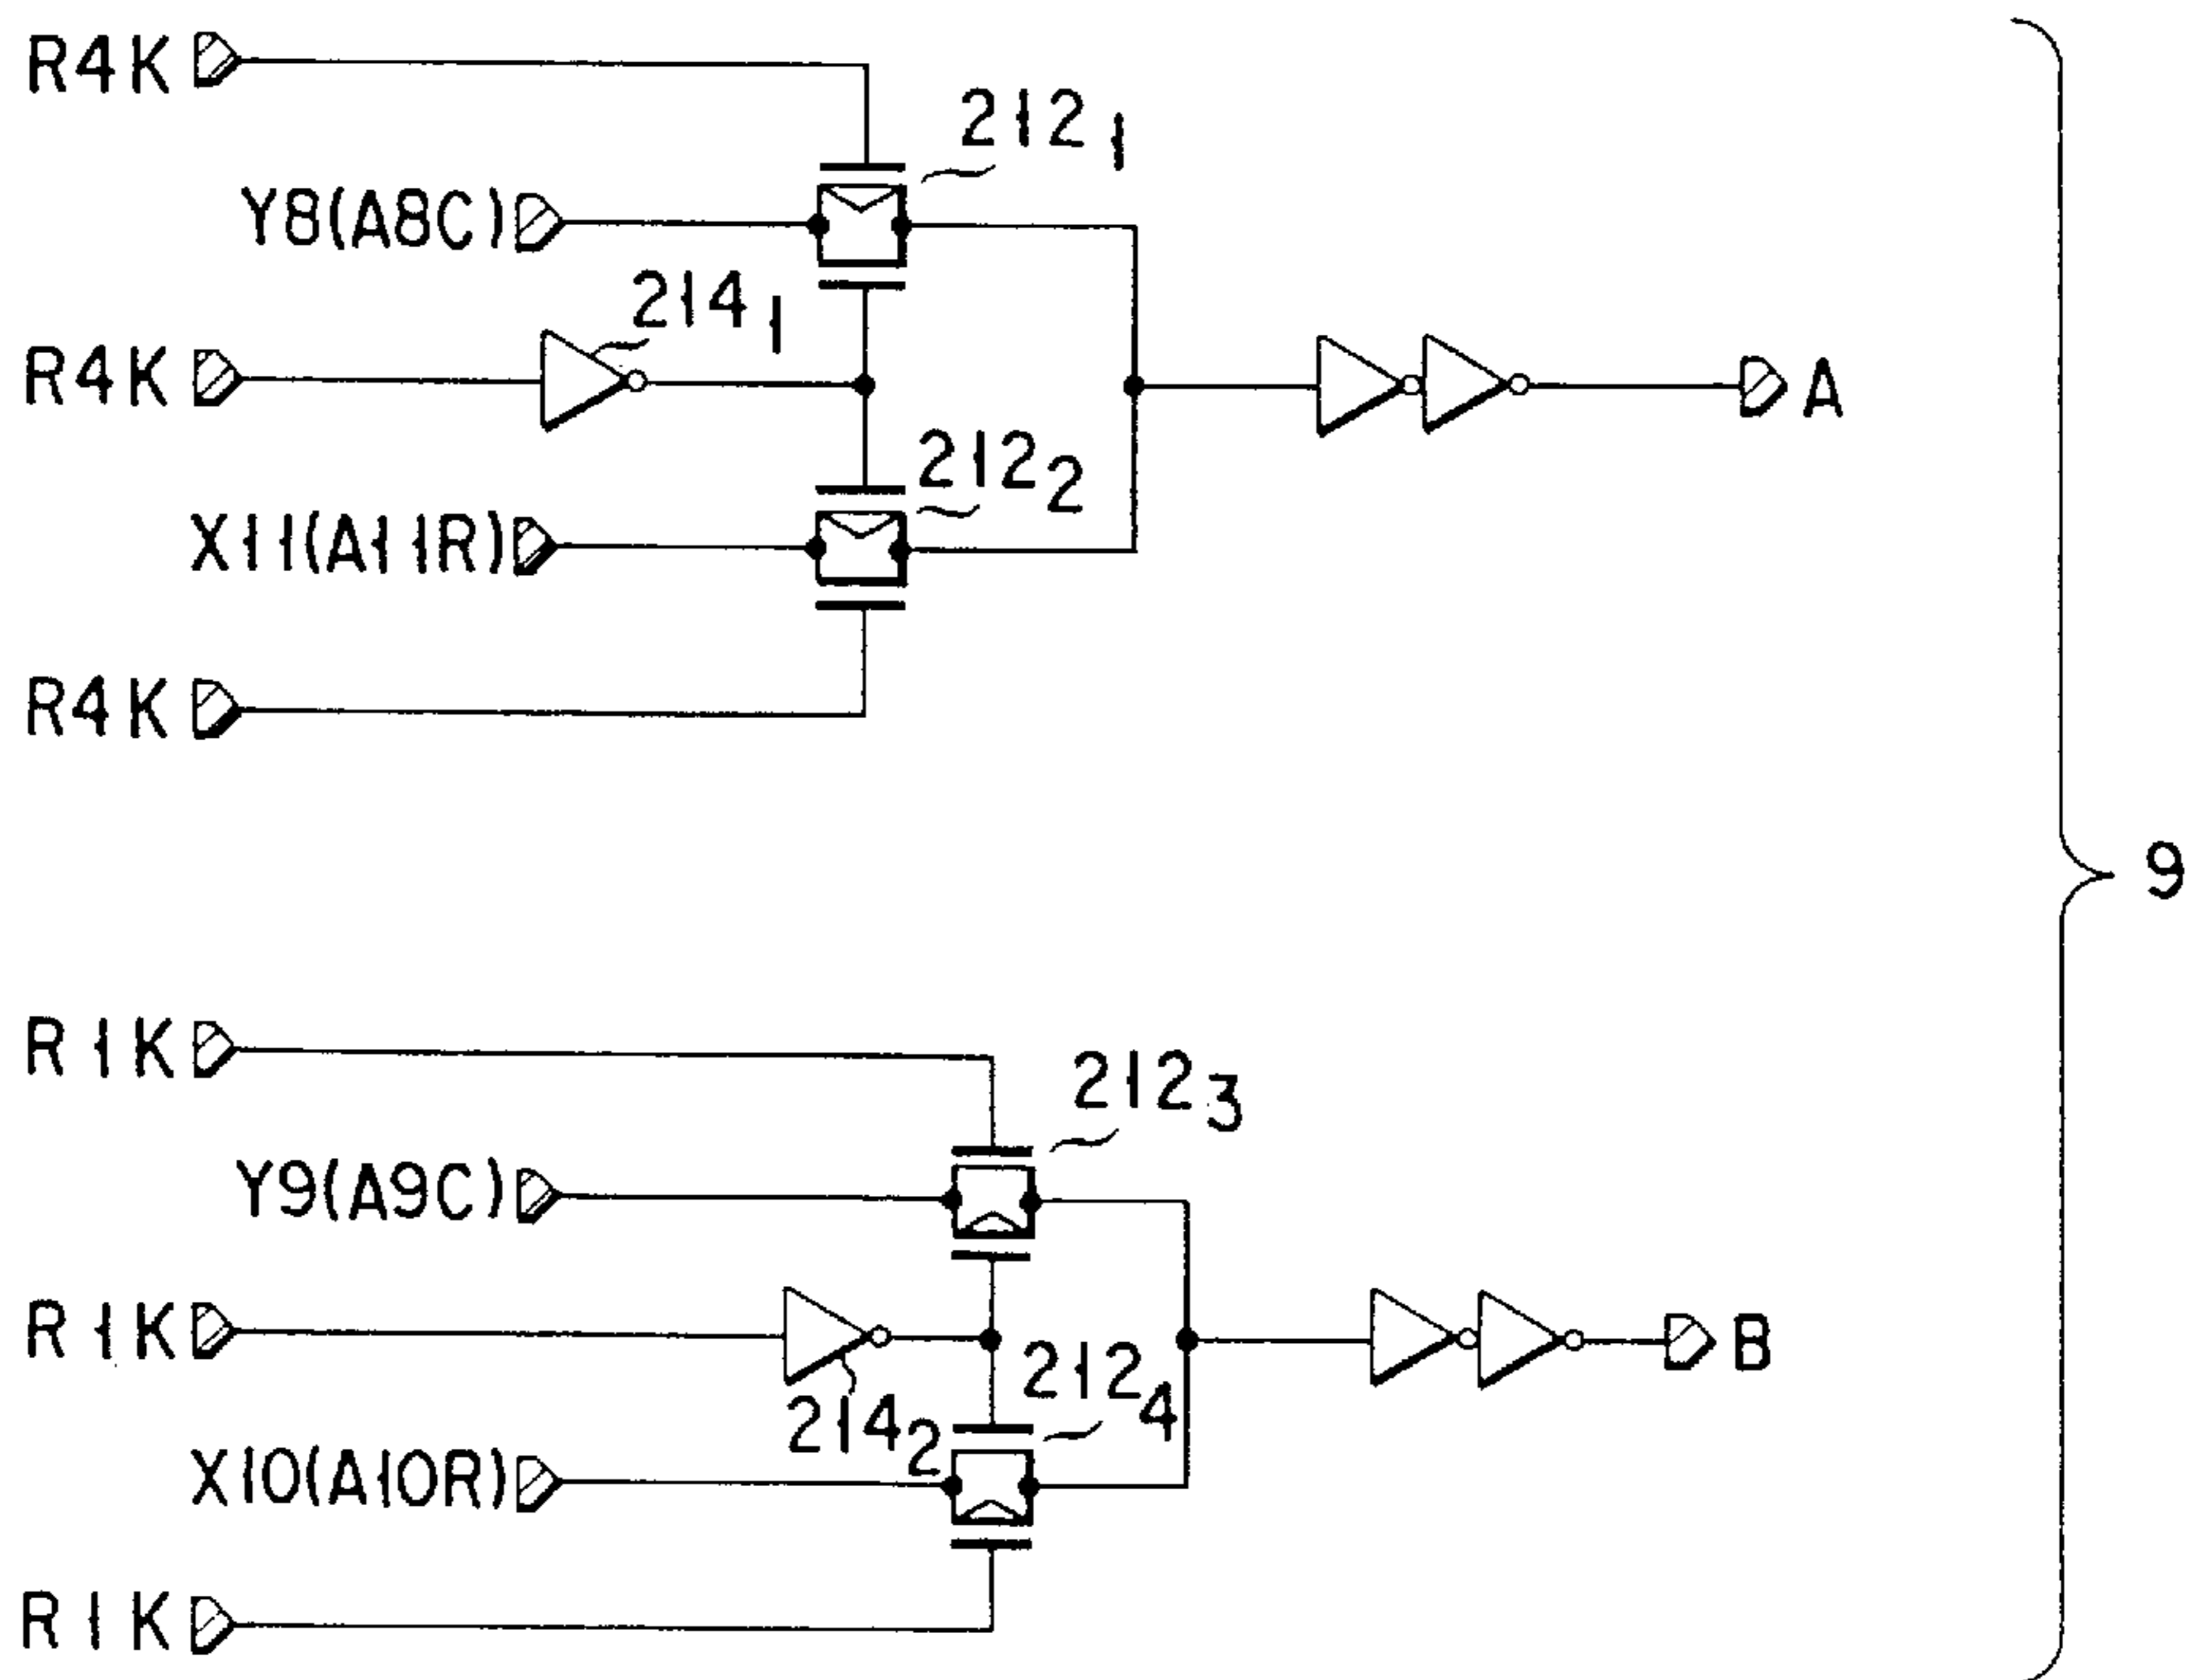 R4K
212₁
Y8(A8C)
214₁
R4K
A
212₂
X11(A11R)
R4K
9
R1K
212₃
Y9(A9C)
R1K
B
212₄
214₂
X10(A10R)
R1K